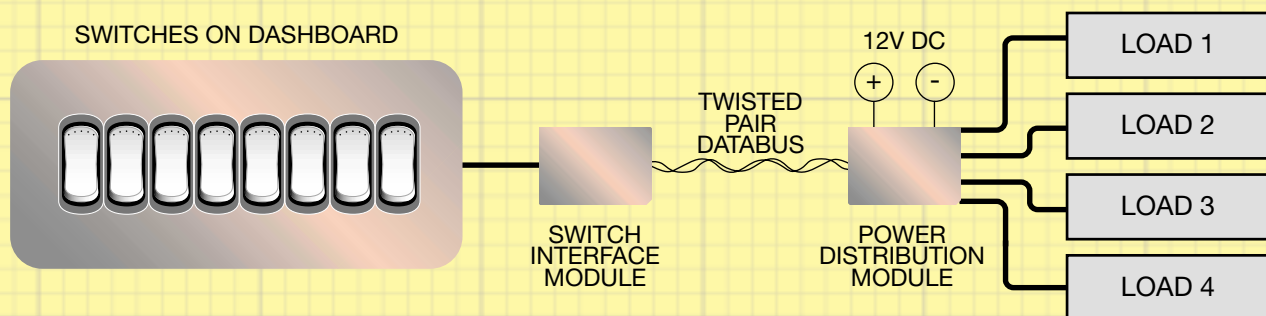 SWITCHES ON DASHBOARD
SWITCH
INTERFACE
MODULE
TWISTED
PAIR
DATABUS
12V DC
+
-
POWER
DISTRIBUTION
MODULE
LOAD 1
LOAD 2
LOAD 3
LOAD 4